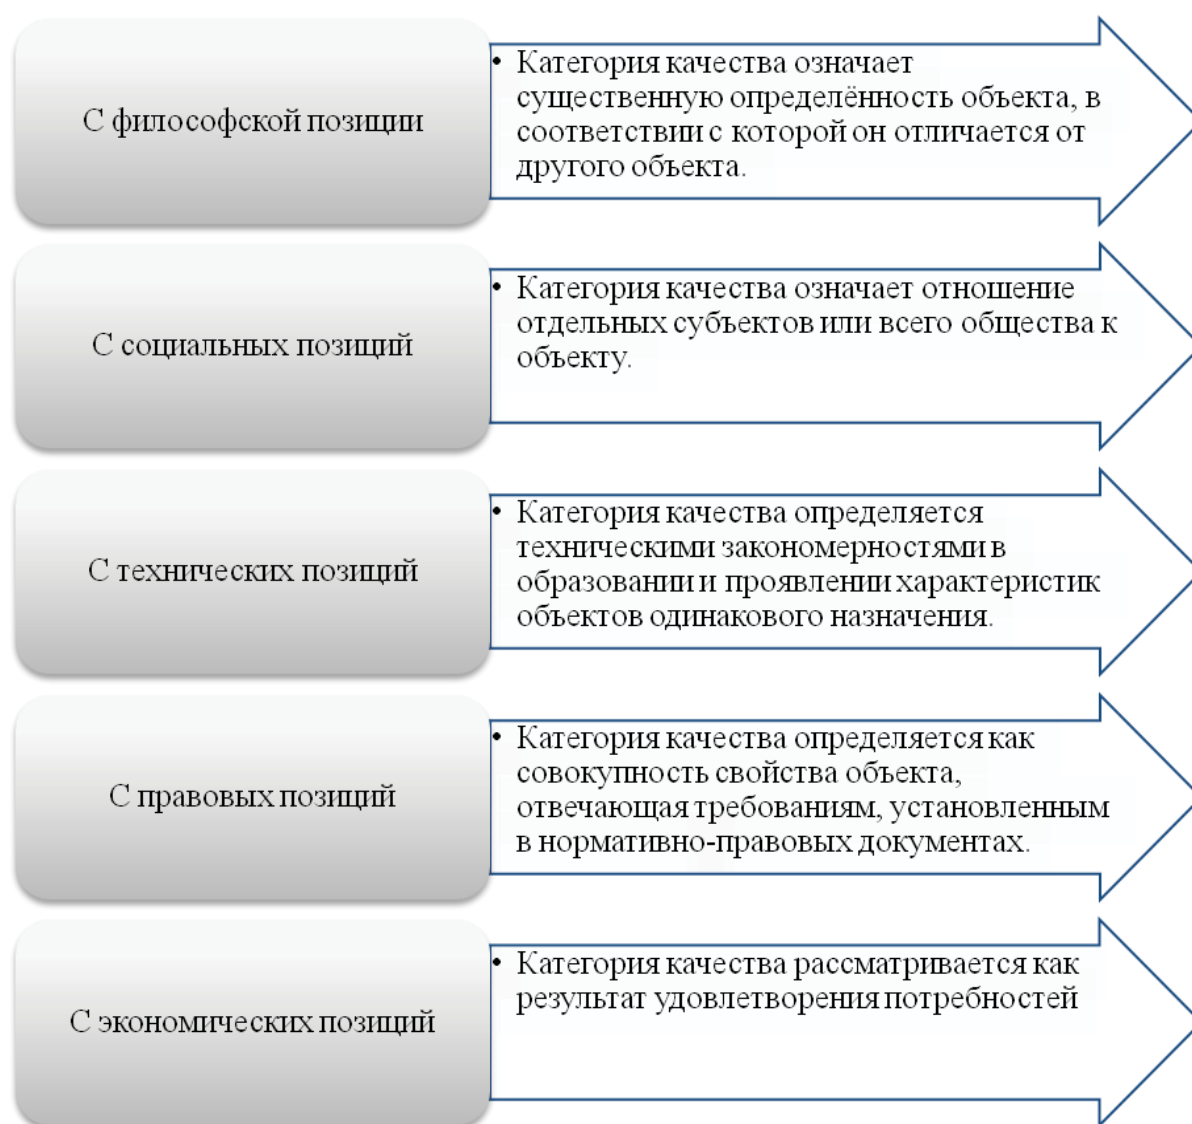 С философской позиции
• Категория качества означает
существенную определённость объекта, в
соответствии с которой он отличается от
другого объекта.
С социальных позиций
• Категория качества означает отношение
отдельных субъектов или всего общества к
объекту.
С технических позиций
• Категория качества определяется
техническими закономерностями в
образовании и проявлении характеристик
объектов одинакового назначения.
С правовых позиций
• Категория качества определяется как
совокупность свойства объекта,
отвечающая требованиям, установленным
в нормативно-правовых документах.
С экономических позиций
• Категория качества рассматривается как
результат удовлетворения потребностей